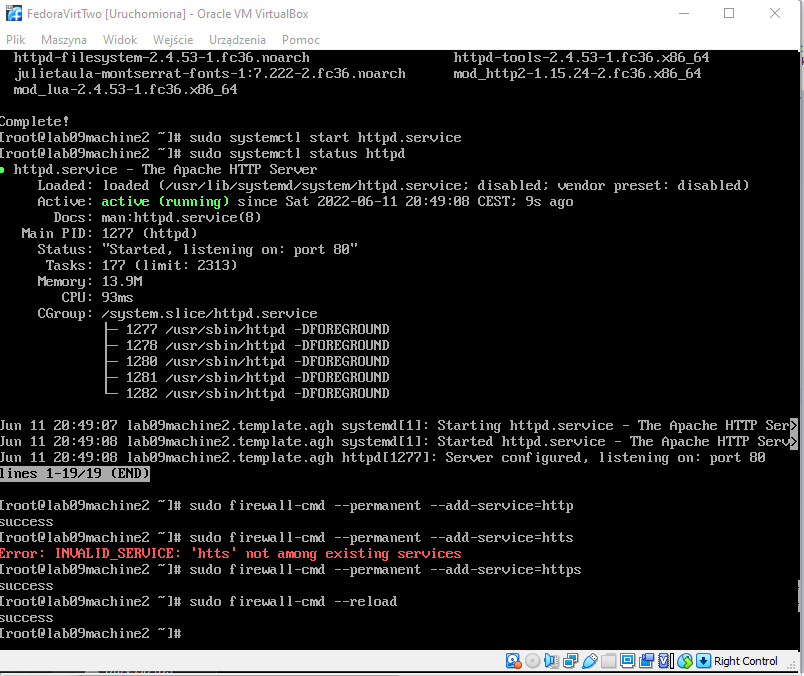 FedoraVirtTwo [Uruchomiona] - Oracle VM VirtualBox
Plik Maszyna Widok Wejście Urządzenia Pomoc
httpd-filesystem-2.4.53-1.fc36.noarch httpd-tools-2.4.53-1.fc36.x86_64
julietaula-montserrat-fonts-1:7.222-2.fc36.noarch mod_http2-1.15.24-2.fc36.x86_64
mod_lua-2.4.53-1.fc36.x86_64
Complete!
[root@lab09machine2 ~]# sudo systemctl start httpd.service
[root@lab09machine2 ~]# sudo systemctl status httpd
● httpd.service - The Apache HTTP Server
Loaded: loaded (/usr/lib/systemd/system/httpd.service; disabled; vendor preset: disabled)
Active: active (running) since Sat 2022-06-11 20:49:08 CEST; 9s ago
Docs: man:httpd.service(8)
Main PID: 1277 (httpd)
Status: "Started, listening on: port 80"
Tasks: 177 (limit: 2313)
Memory: 13.9M
CPU: 93ms
CGroup: /system.slice/httpd.service
├─ 1277 /usr/sbin/httpd -DFOREGROUND
├─ 1278 /usr/sbin/httpd -DFOREGROUND
├─ 1280 /usr/sbin/httpd -DFOREGROUND
├─ 1281 /usr/sbin/httpd -DFOREGROUND
└─ 1282 /usr/sbin/httpd -DFOREGROUND
Jun 11 20:49:07 lab09machine2.template.agh systemd[1]: Starting httpd.service - The Apache HTTP Ser>
Jun 11 20:49:08 lab09machine2.template.agh systemd[1]: Started httpd.service - The Apache HTTP Serv>
Jun 11 20:49:08 lab09machine2.template.agh httpd[1277]: Server configured, listening on: port 80
lines 1-19/19 (END)
[root@lab09machine2 ~]# sudo firewall-cmd --permanent --add-service=http
success
[root@lab09machine2 ~]# sudo firewall-cmd --permanent --add-service=htts
Error: INVALID_SERVICE: 'htts' not among existing services
[root@lab09machine2 ~]# sudo firewall-cmd --permanent --add-service=https
success
[root@lab09machine2 ~]# sudo firewall-cmd --reload
success
[root@lab09machine2 ~]#
Right Control